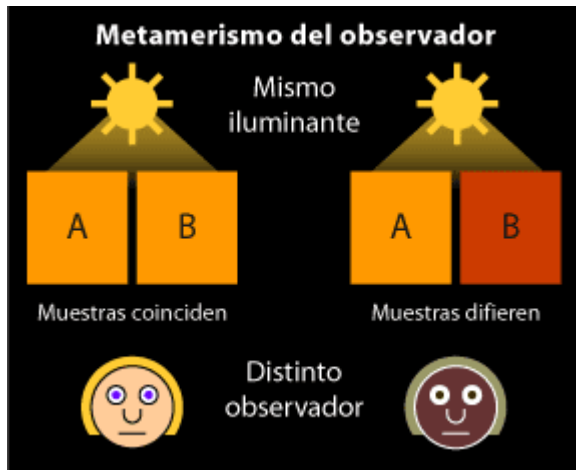 Metamerismo del observador
Mismo
iluminante
A
B
A
B
Muestras coinciden
Muestras difieren
Distinto
observador